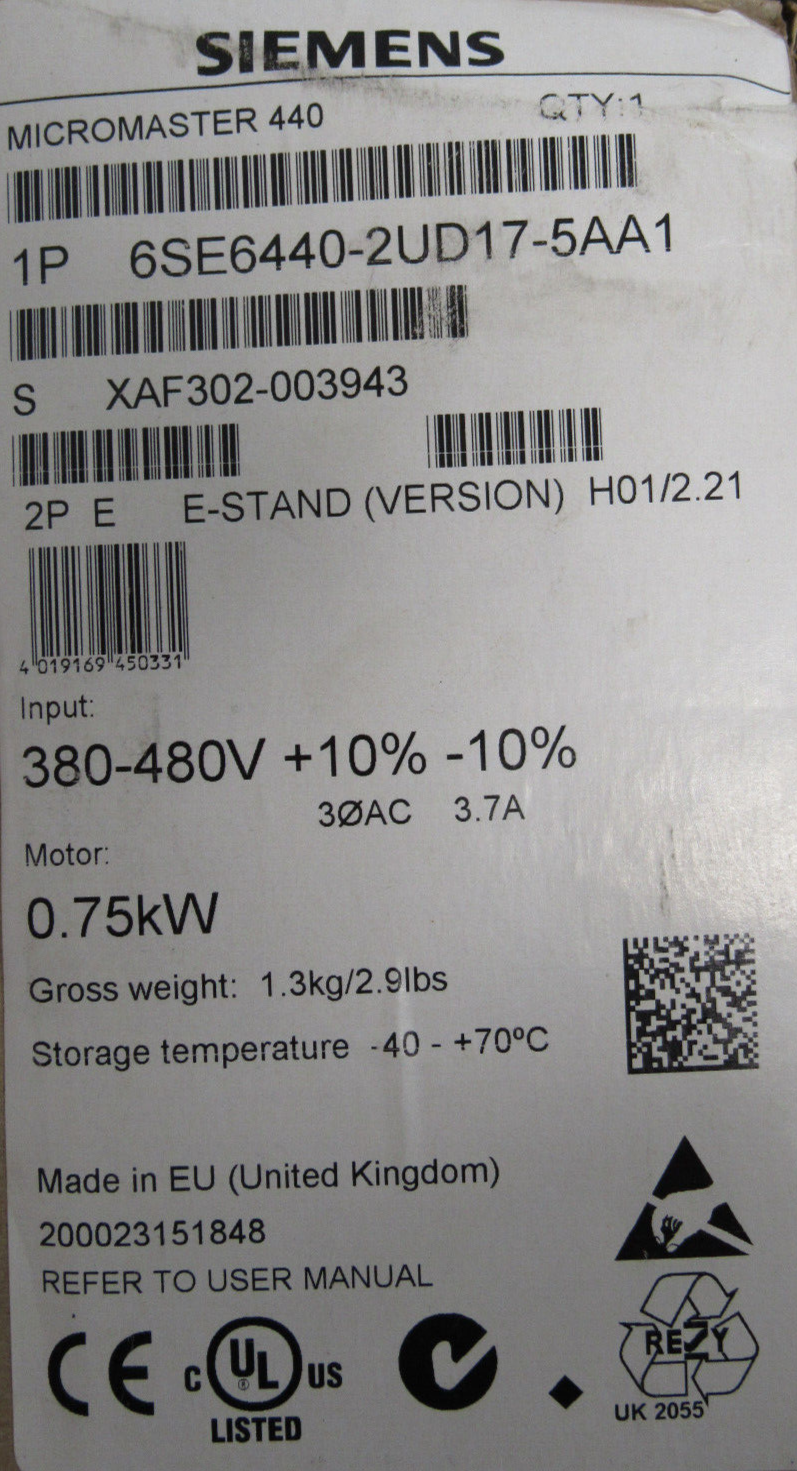 SIEMENS
MICROMASTER 440 QTY:1
1P 6SE6440-2UD17-5AA1
S XAF302-003943
2P E E-STAND (VERSION) H01/2.21
4 019169 450331
Input:
380-480V +10% -10%
3ØAC 3.7A
Motor:
0.75kW
Gross weight: 1.3kg/2.9lbs
Storage temperature -40 - +70ºC
Made in EU (United Kingdom)
200023151848
REFER TO USER MANUAL
CE C UL ® US
LISTED
REZY
UK 2055